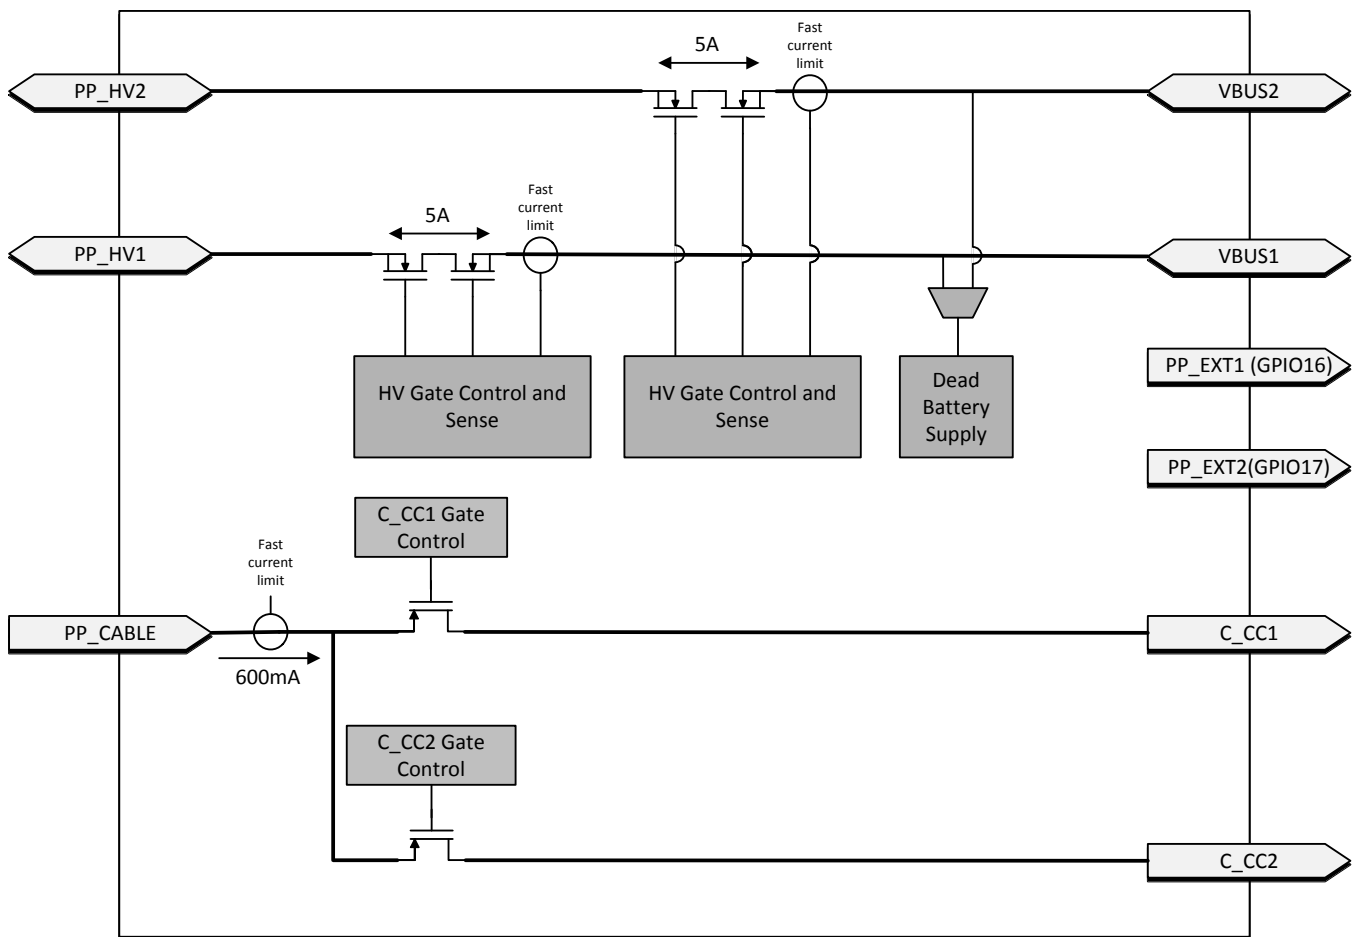 Fast
current
limit
5A
PP_HV2
VBUS2
Fast
current
limit
5A
PP_HV1
VBUS1
PP_EXT1 (GPIO16)
HV Gate Control and
Sense
HV Gate Control and
Sense
Dead
Battery
Supply
PP_EXT2(GPIO17)
C_CC1 Gate
Control
Fast
current
limit
PP_CABLE
C_CC1
600mA
C_CC2 Gate
Control
C_CC2